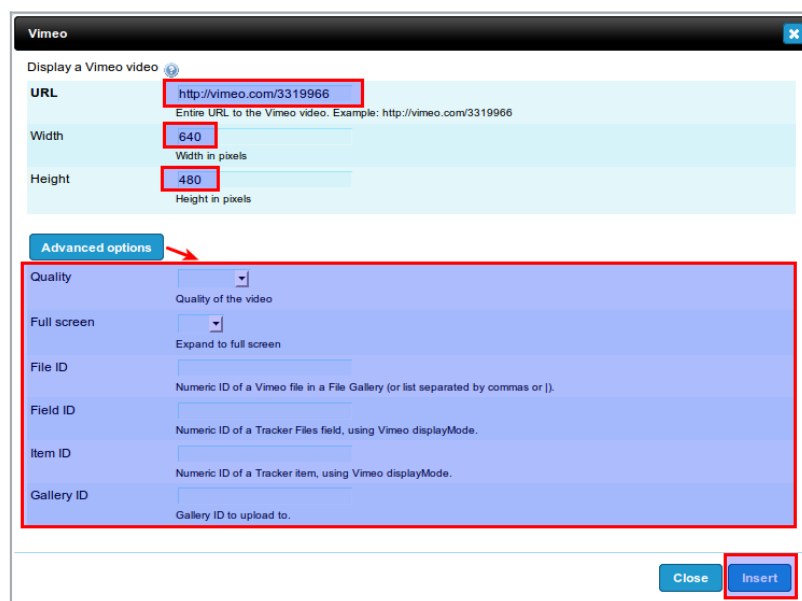 Vimeo
Display a Vimeo video
URL http://vimeo.com/3319966
Entire URL to the Vimeo video. Example: http://vimeo.com/3319966
Width 640
Width in pixels
Height 480
Height in pixels
Advanced options
Quality
Quality of the video
Full screen
Expand to full screen
File ID
Numeric ID of a Vimeo file in a File Gallery (or list separated by commas or |).
Field ID
Numeric ID of a Tracker Files field, using Vimeo displayMode.
Item ID
Numeric ID of a Tracker item, using Vimeo displayMode.
Gallery ID
Gallery ID to upload to.
Close Insert